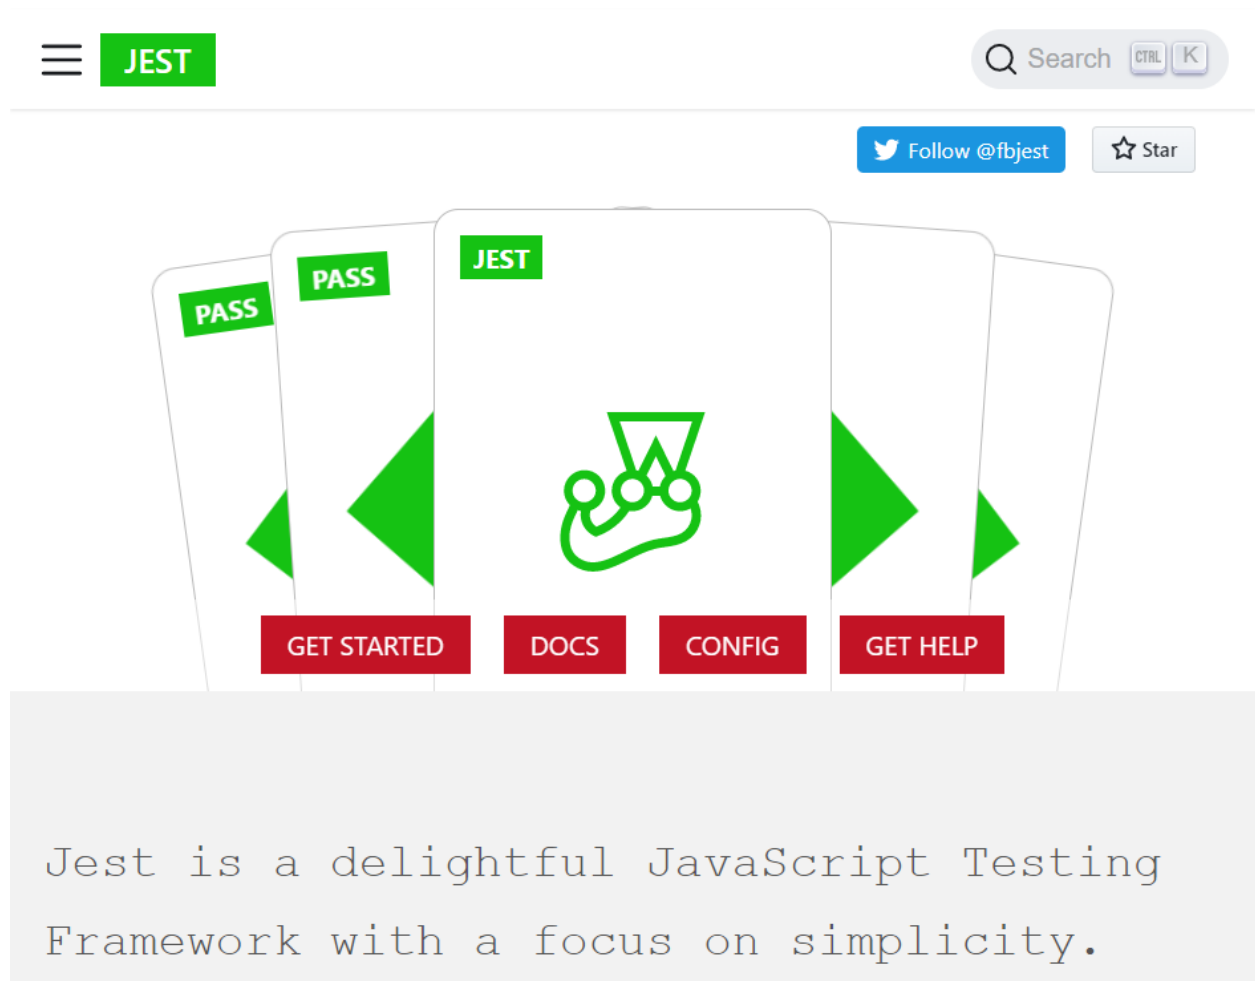 JEST
Search CTRL K
Follow @fbjest
Star
PASS
PASS
JEST
GET STARTED
DOCS
CONFIG
GET HELP
Jest is a delightful JavaScript Testing
Framework with a focus on simplicity.